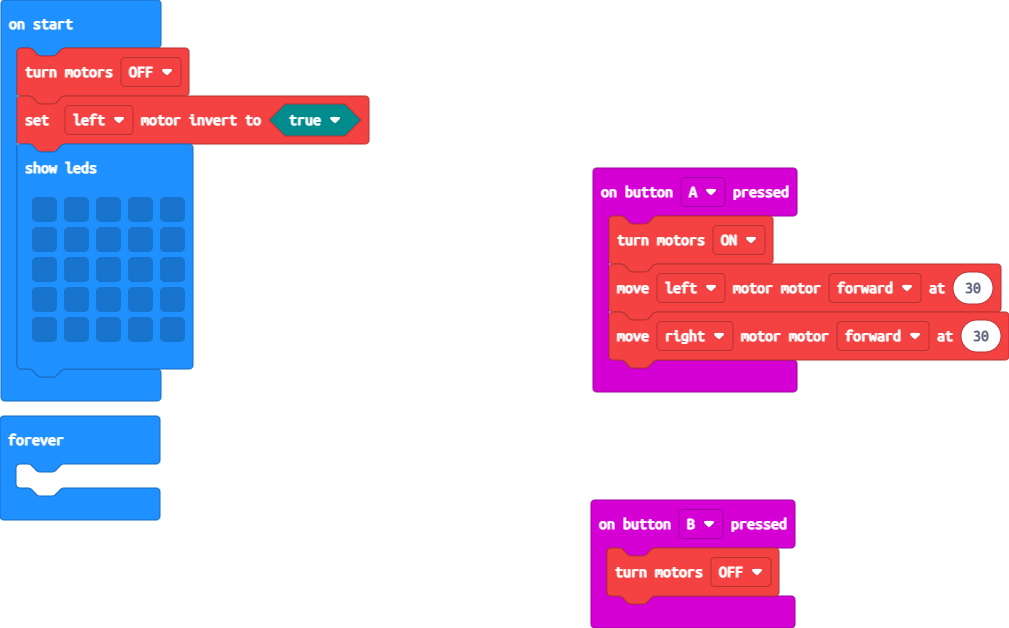 on start
turn motors OFF
set left motor invert to true
show leds
forever
on button A pressed
turn motors ON
move left motor motor forward at 30
move right motor motor forward at 30
on button B pressed
turn motors OFF